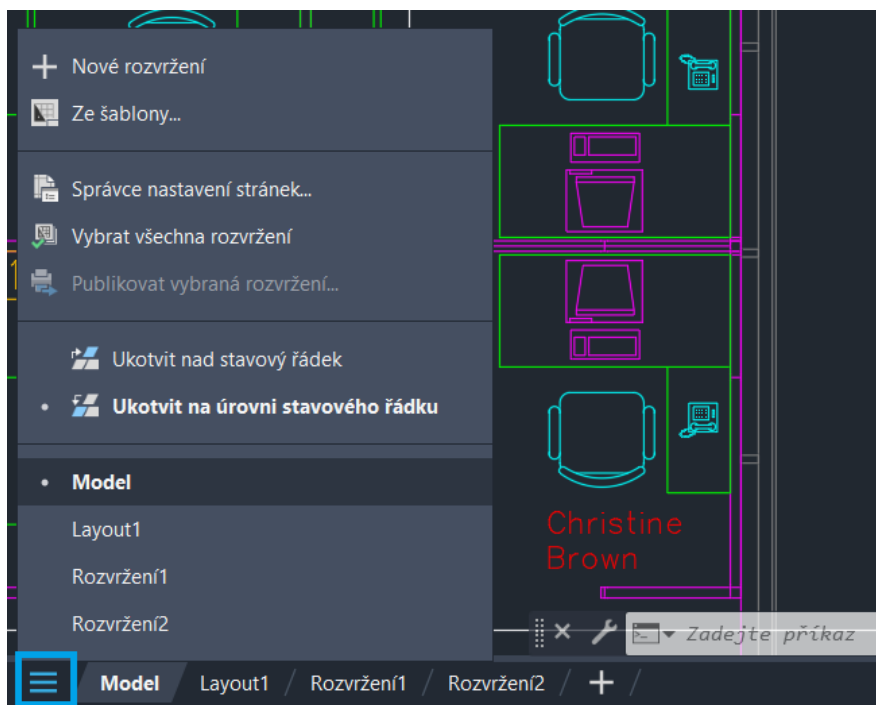 Nové rozvržení
Ze šablony...
Správce nastavení stránek...
Vybrat všechna rozvržení
Publikovat vybraná rozvržení...
Ukotvit nad stavový řádek
Ukotvit na úrovni stavového řádku
Model
Layout1
Rozvržení1
Rozvržení2
Christine
Brown
Zadejte příkaz
Model / Layout1 / Rozvržení1 / Rozvržení2 / + /